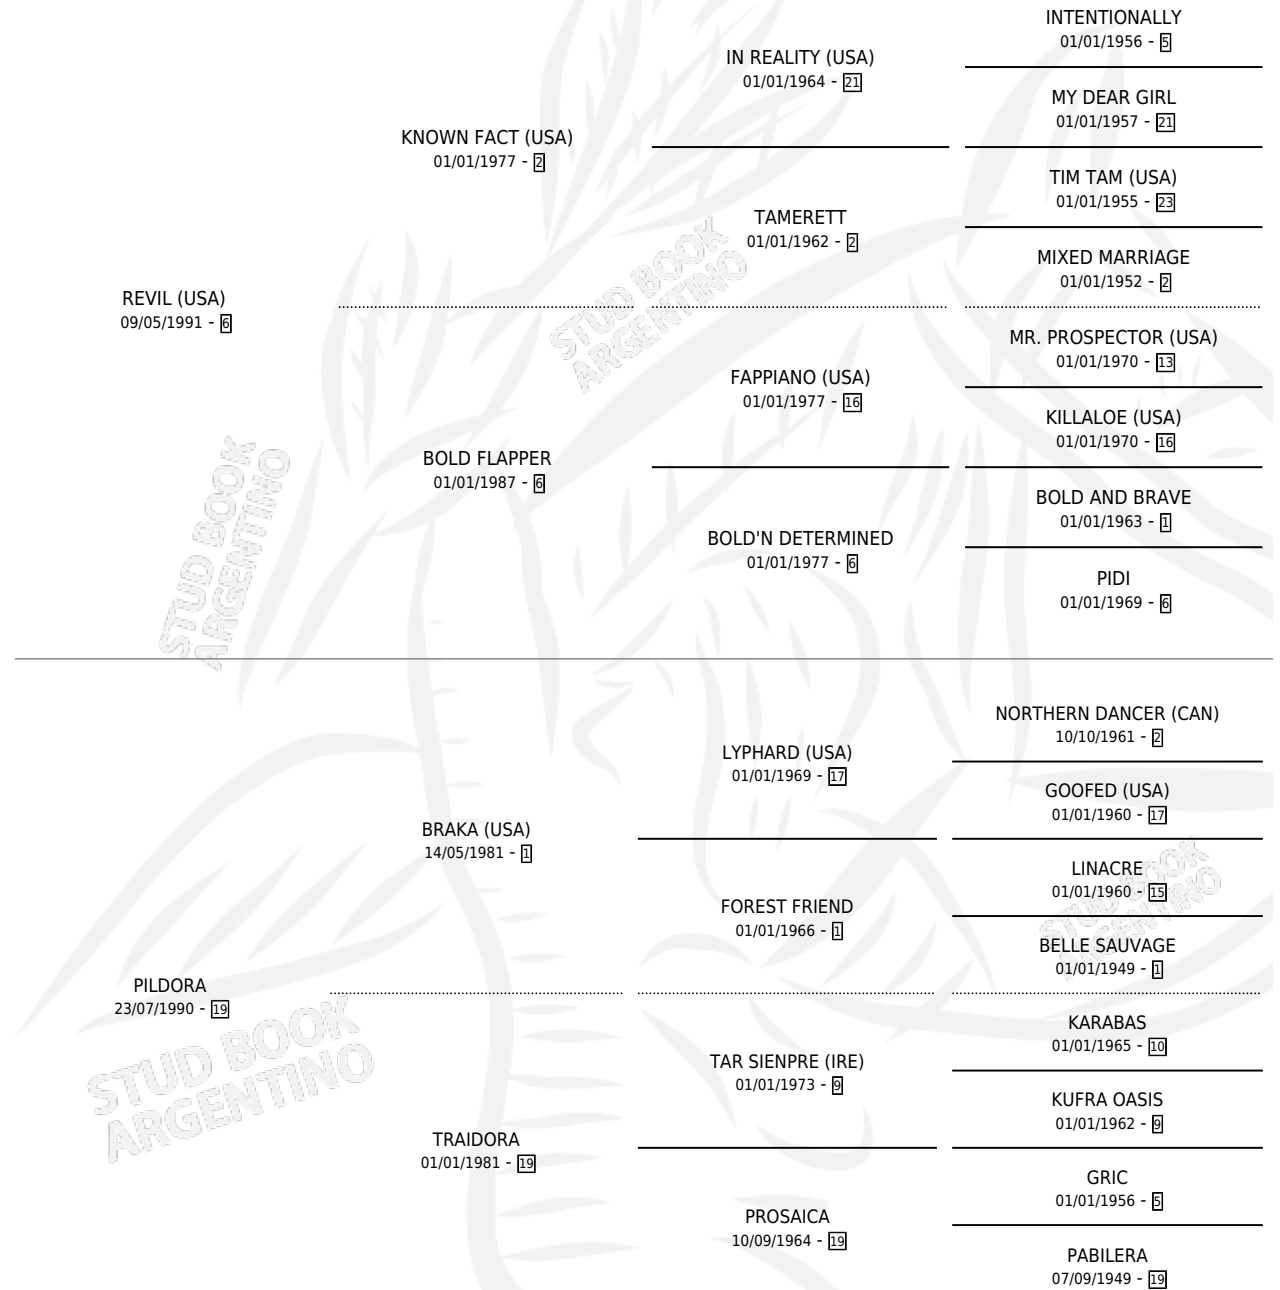 INTENTIONALLY
01/01/1956 - 5
IN REALITY (USA)
01/01/1964 - 21
MY DEAR GIRL
01/01/1957 - 21
KNOWN FACT (USA)
01/01/1977 - 2
TIM TAM (USA)
01/01/1955 - 23
TAMERETT
01/01/1962 - 2
MIXED MARRIAGE
01/01/1952 - 2
REVIL (USA)
09/05/1991 - 6
MR. PROSPECTOR (USA)
01/01/1970 - 13
FAPPIANO (USA)
01/01/1977 - 16
KILLALOE (USA)
01/01/1970 - 16
BOLD FLAPPER
01/01/1987 - 6
BOLD AND BRAVE
01/01/1963 - 1
BOLD'N DETERMINED
01/01/1977 - 6
PIDI
01/01/1969 - 6
NORTHERN DANCER (CAN)
10/10/1961 - 2
LYPHARD (USA)
01/01/1969 - 17
GOOFED (USA)
01/01/1960 - 17
BRAKA (USA)
14/05/1981 - 1
LINACRE
01/01/1960 - 15
FOREST FRIEND
01/01/1966 - 1
BELLE SAUVAGE
01/01/1949 - 1
PILDORA
23/07/1990 - 19
KARABAS
01/01/1965 - 10
TAR SIENPRE (IRE)
01/01/1973 - 9
KUFRA OASIS
01/01/1962 - 9
TRAIDORA
01/01/1981 - 19
GRIC
01/01/1956 - 5
PROSAICA
10/09/1964 - 19
PABILERA
07/09/1949 - 19
STUD BOOK
ARGENTINO
STUD BOOK
ARGENTINO
STUD BOOK
ARGENTINO
STUD BOOK
ARGENTINO